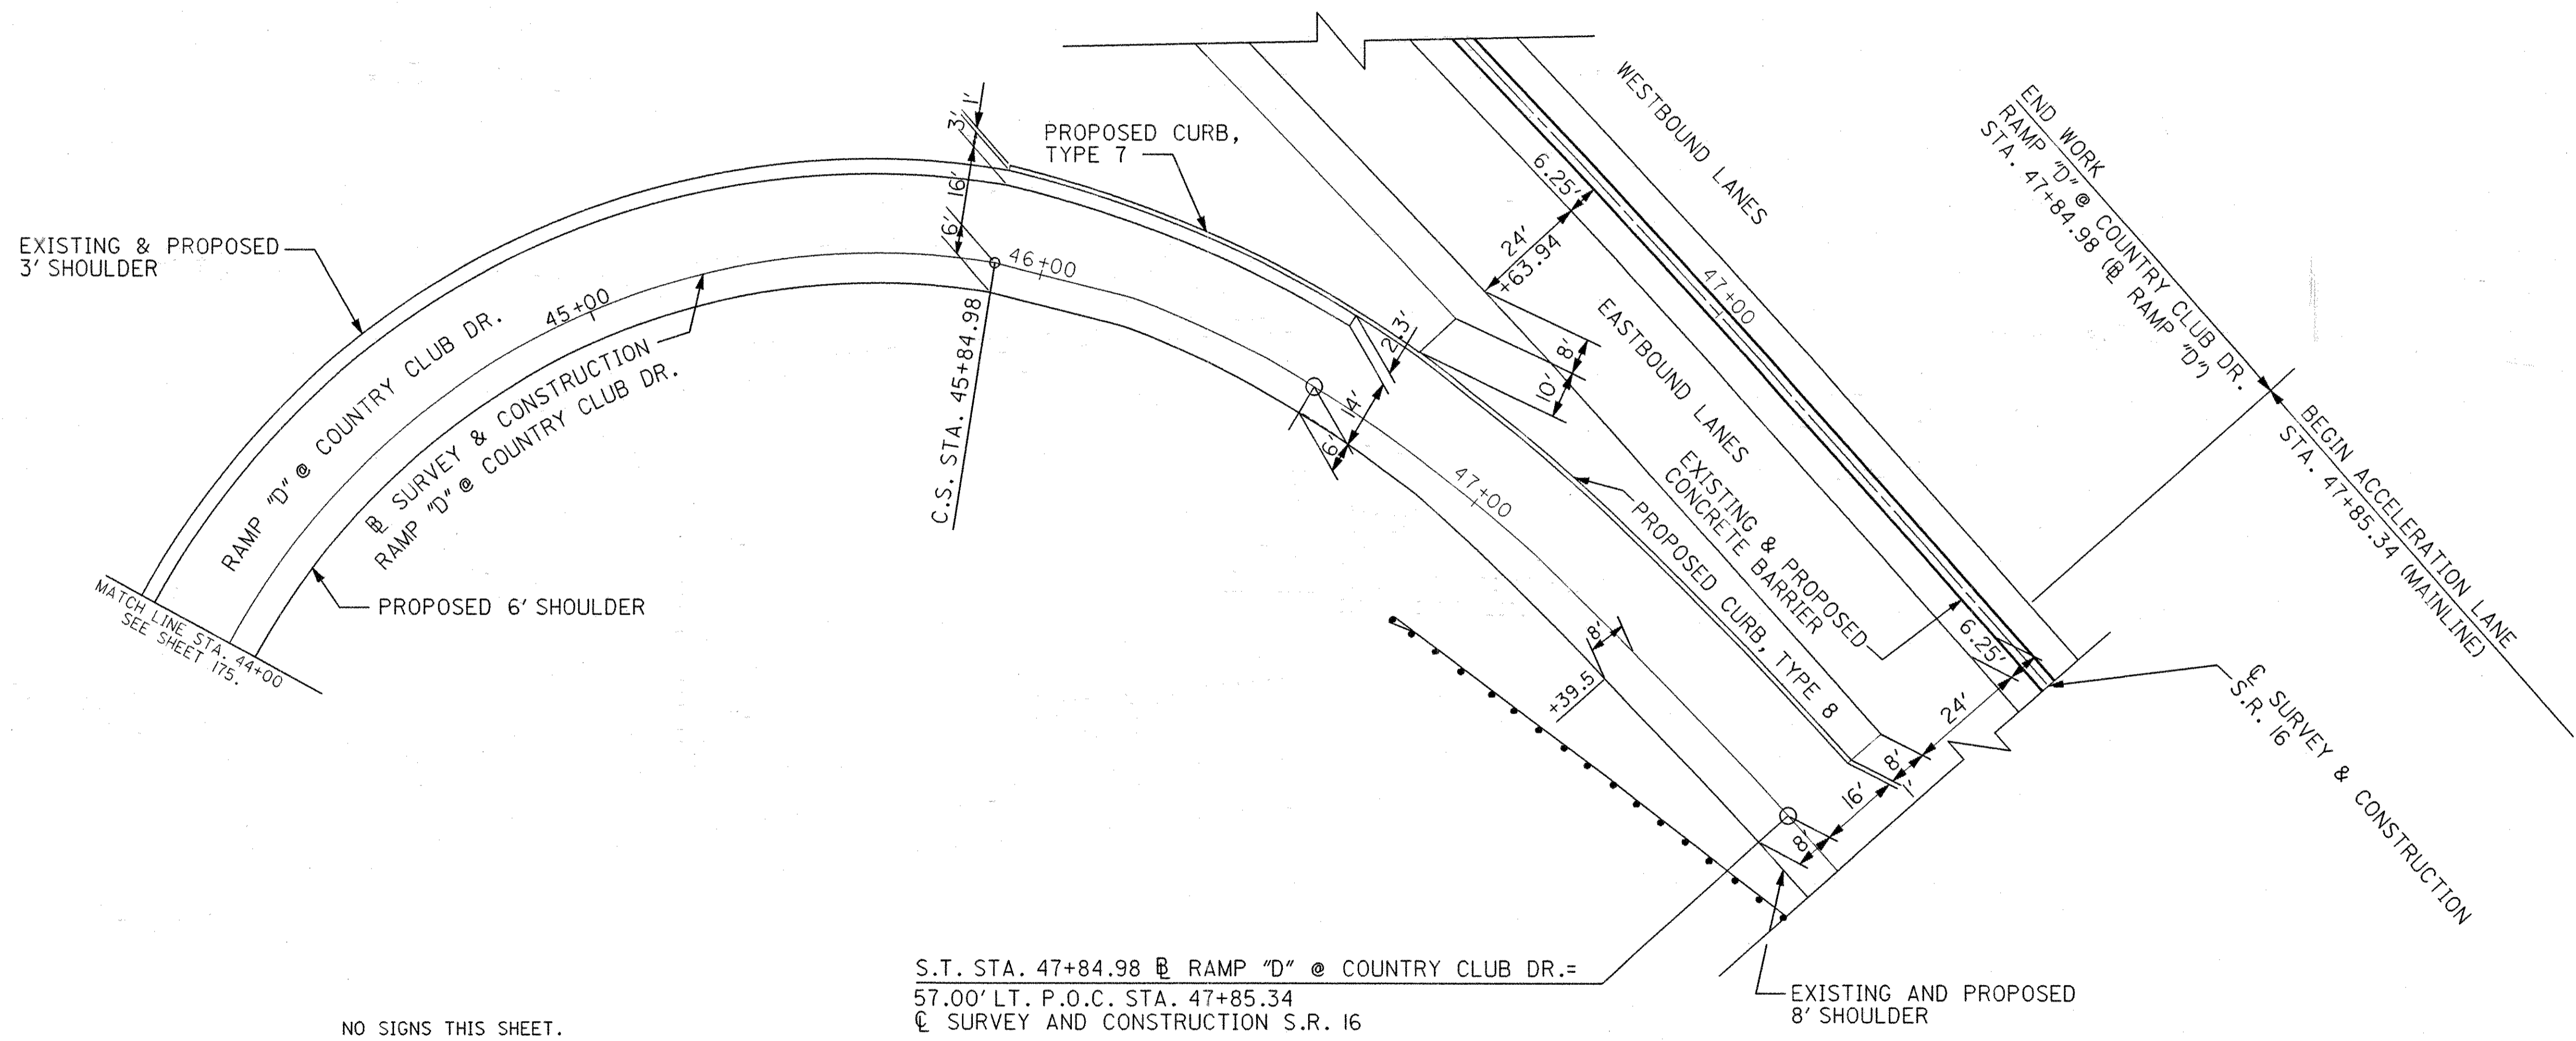 EXISTING & PROPOSED
3' SHOULDER
MATCH LINE STA. 44+00
SEE SHEET 175.
RAMP "D" @ COUNTRY CLUB DR.
45+00
℄ SURVEY & CONSTRUCTION
RAMP "D" @ COUNTRY CLUB DR.
PROPOSED 6' SHOULDER
1'
3'
16'
6'
46+00
C.S. STA. 45+84.98
PROPOSED CURB,
TYPE 7
2.3'
14'
6'
47+00
8'
+39.5
WESTBOUND LANES
6.25'
24'
+63.94
47+00
8'
10'
EASTBOUND LANES
EXISTING & PROPOSED
CONCRETE BARRIER
PROPOSED CURB, TYPE 8
6.25'
24'
8'
1'
16'
8'
END WORK
RAMP "D" @ COUNTRY CLUB DR.
STA. 47+84.98 (BL RAMP "D")
BEGIN ACCELERATION LANE
STA. 47+85.34 (MAINLINE)
℄ SURVEY & CONSTRUCTION
S.R. 16
S.T. STA. 47+84.98 BL RAMP "D" @ COUNTRY CLUB DR.=
57.00' LT. P.O.C. STA. 47+85.34
℄ SURVEY AND CONSTRUCTION S.R. 16
EXISTING AND PROPOSED
8' SHOULDER
NO SIGNS THIS SHEET.